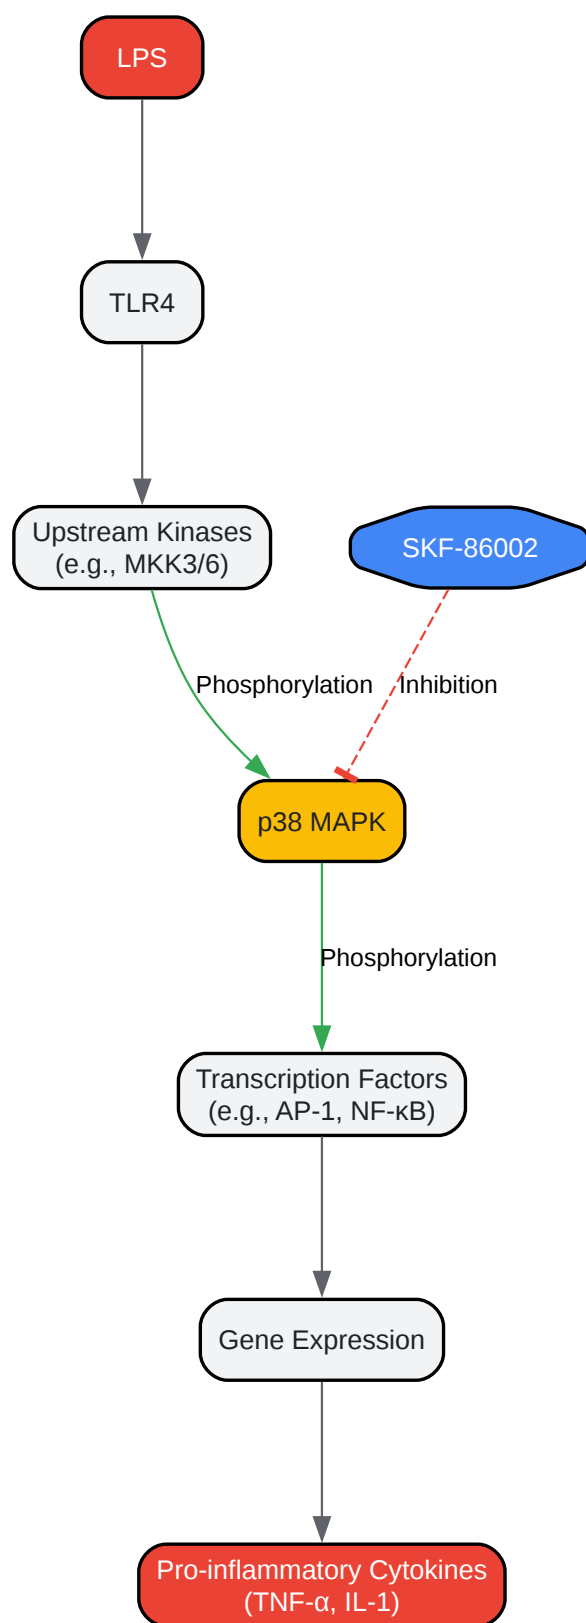 LPS
TLR4
Upstream Kinases
(e.g., MKK3/6)
SKF-86002
Phosphorylation
Inhibition
p38 MAPK
Phosphorylation
Transcription Factors
(e.g., AP-1, NF-κB)
Gene Expression
Pro-inflammatory Cytokines
(TNF-α, IL-1)